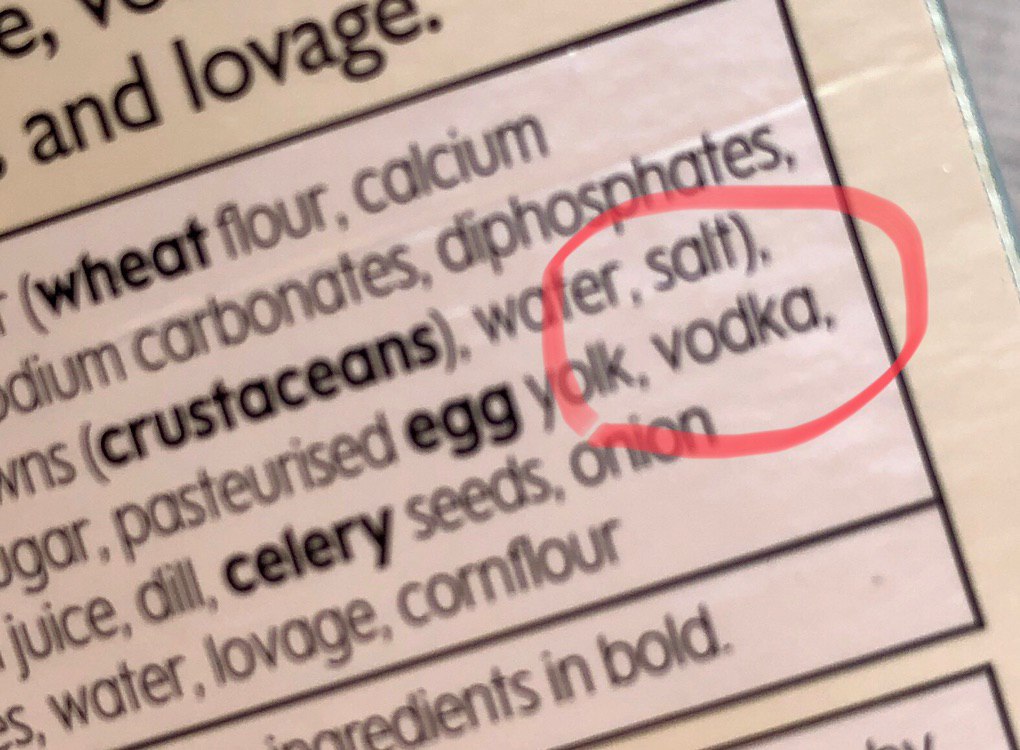 and lovage.
(wheat flour, calcium
odium carbonates, diphosphates,
wns (crustaceans), water, salt),
ugar, pasteurised egg yolk, vodka,
juice, dill, celery seeds, onion
es, water, lovage, cornflour
ingredients in bold.